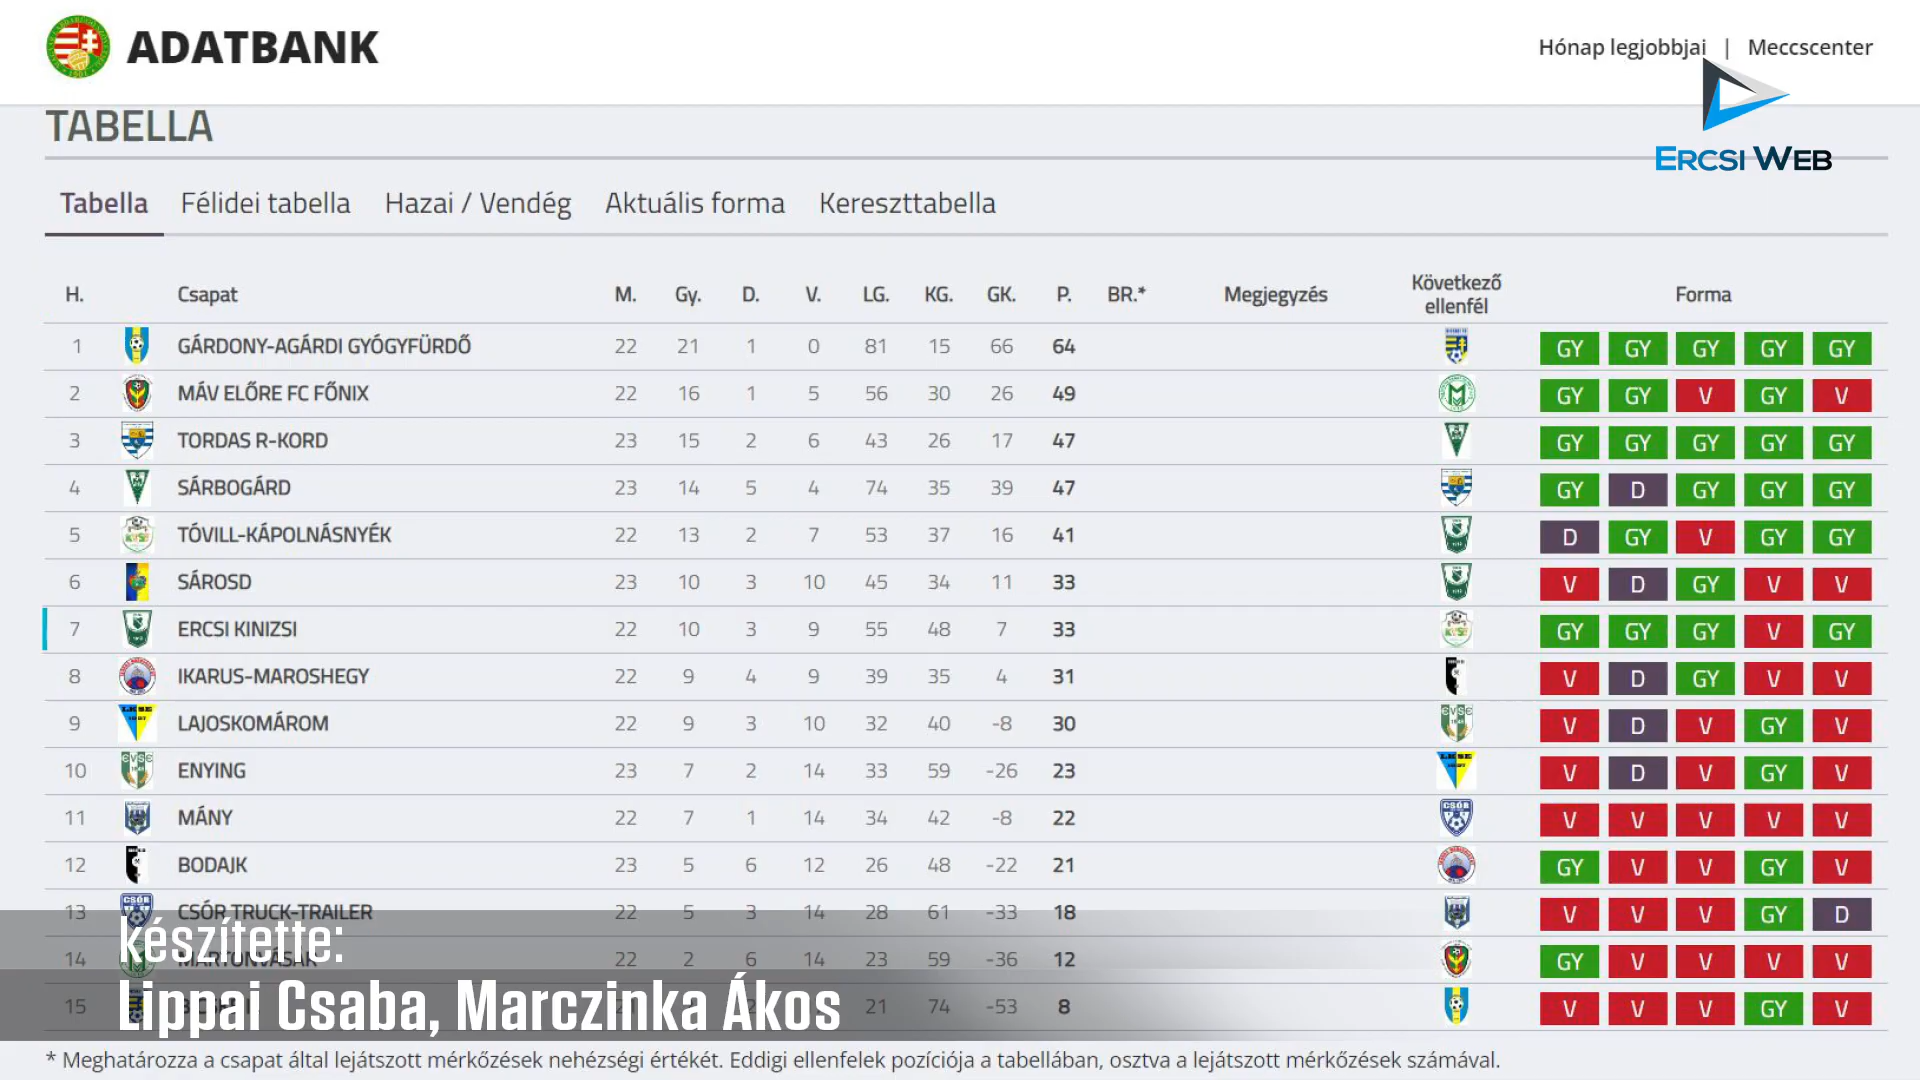 ADATBANK
Hónap legjobbjai | Meccscenter
TABELLA
ERCSI WEB
Tabella Félidei tabella Hazai / Vendég Aktuális forma Kereszttabella
H. Csapat M. Gy. D. V. LG. KG. GK. P. BR.* Megjegyzés Következő ellenfél Forma
1 GÁRDONY-AGÁRDI GYÓGYFÜRDŐ 22 21 1 0 81 15 66 64 GY GY GY GY GY
2 MÁV ELŐRE FC FŐNIX 22 16 1 5 56 30 26 49 GY GY V GY V
3 TORDAS R-KORD 23 15 2 6 43 26 17 47 GY GY GY GY GY
4 SÁRBOGÁRD 23 14 5 4 74 35 39 47 GY D GY GY GY
5 TÓVILL-KÁPOLNÁSNYÉK 22 13 2 7 53 37 16 41 D GY V GY GY
6 SÁROSD 23 10 3 10 45 34 11 33 V D GY V V
7 ERCSI KINIZSI 22 10 3 9 55 48 7 33 GY GY GY V GY
8 IKARUS-MAROSHEGY 22 9 4 9 39 35 4 31 V D GY V V
9 LAJOSKOMÁROM 22 9 3 10 32 40 -8 30 V D V GY V
10 ENYING 23 7 2 14 33 59 -26 23 V D V GY V
11 MÁNY 22 7 1 14 34 42 -8 22 V V V V V
12 BODAJK 23 5 6 12 26 48 -22 21 GY V V GY V
13 CSÓR TRUCK-TRAILER 22 5 3 14 28 61 -33 18 V V V GY D
készítette:
14 MARTONVÁSÁR 22 2 6 14 23 59 -36 12 GY V V V V
Lippai Csaba, Marczinka Ákos
15 21 74 -53 8 V V V GY V
* Meghatározza a csapat által lejátszott mérkőzések nehézségi értékét. Eddigi ellenfelek pozíciója a tabellában, osztva a lejátszott mérkőzések számával.